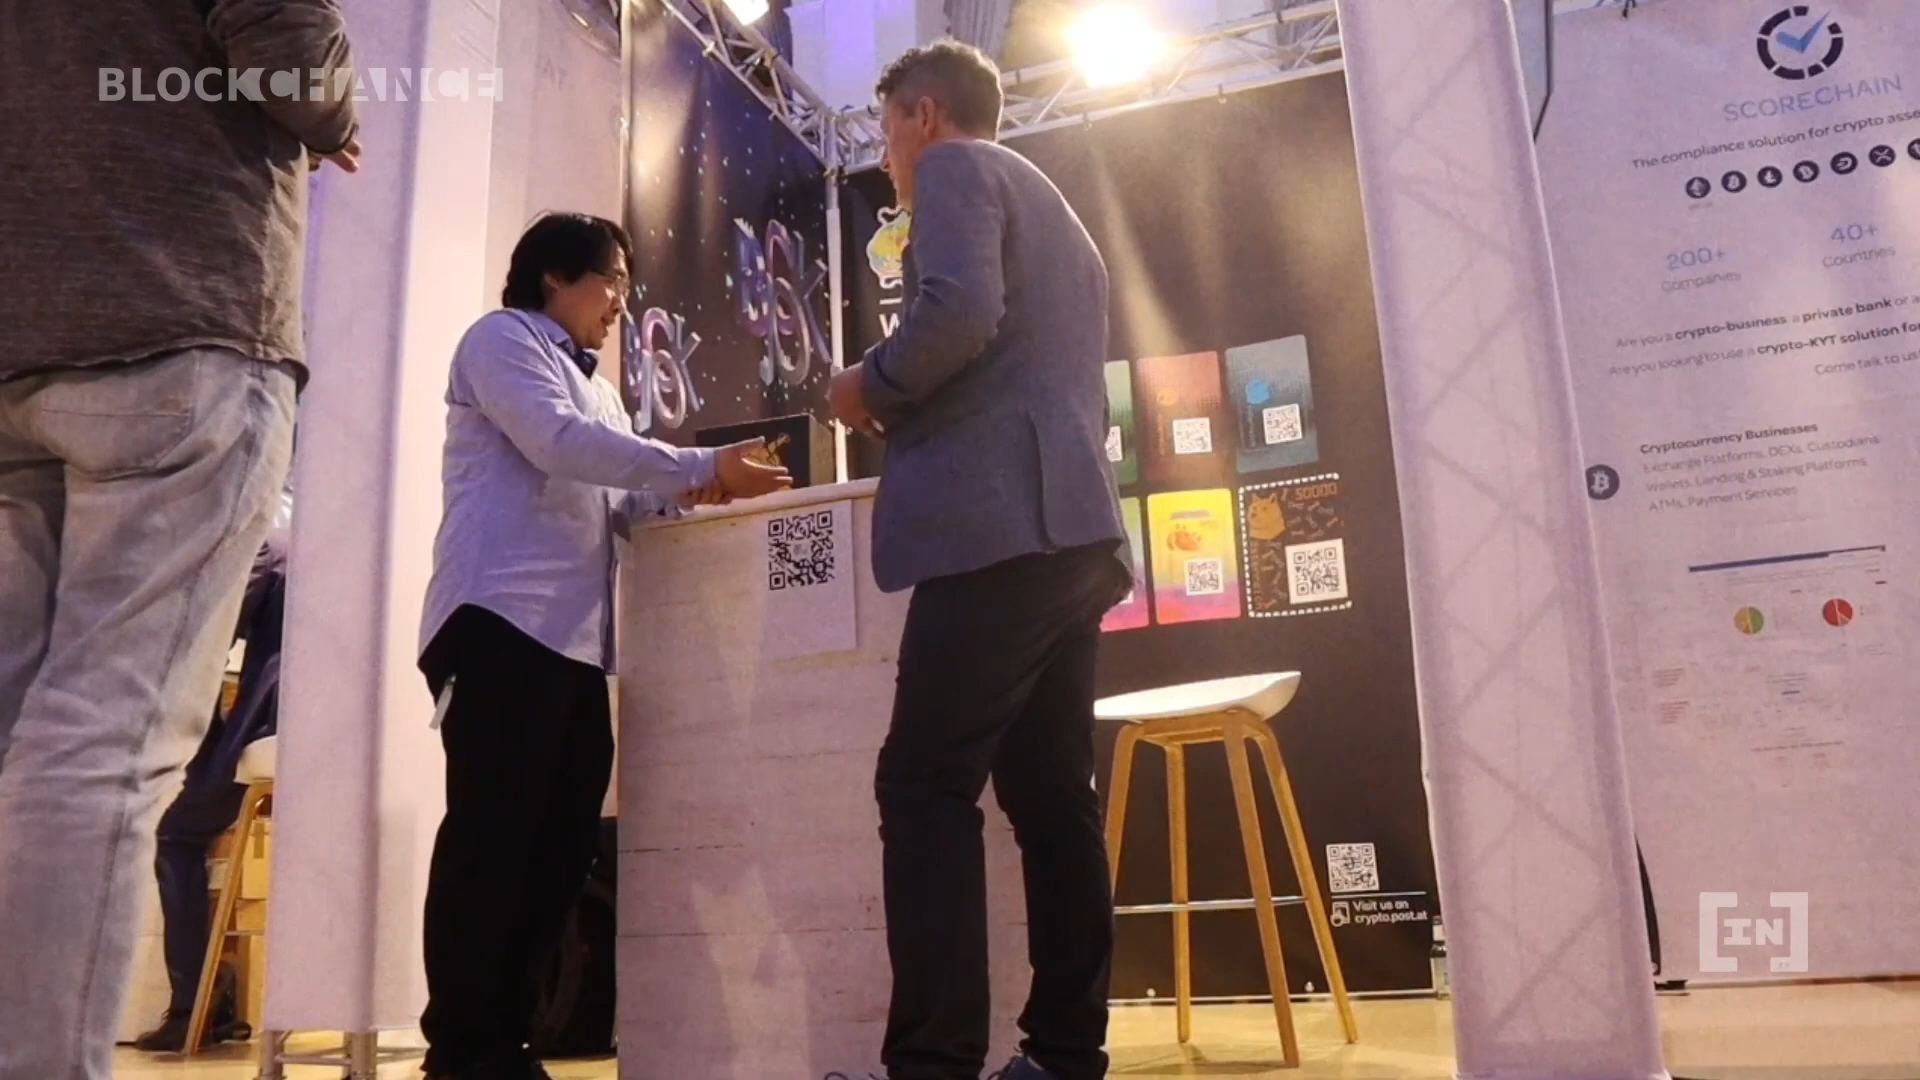 BLOCKCHANCE
SCORECHAIN
The compliance solution for crypto asse
200+
Companies
40+
Countries
Are you a crypto-business a private bank or a
Are you looking to use a crypto-KYT solution for
Come talk to us!
Cryptocurrency Businesses
Exchange Platforms, DEXs, Custodians
Wallets, Lending & Staking Platforms
ATMs, Payment Services
50000
W
Visit us on
crypto.post.at
[IN]